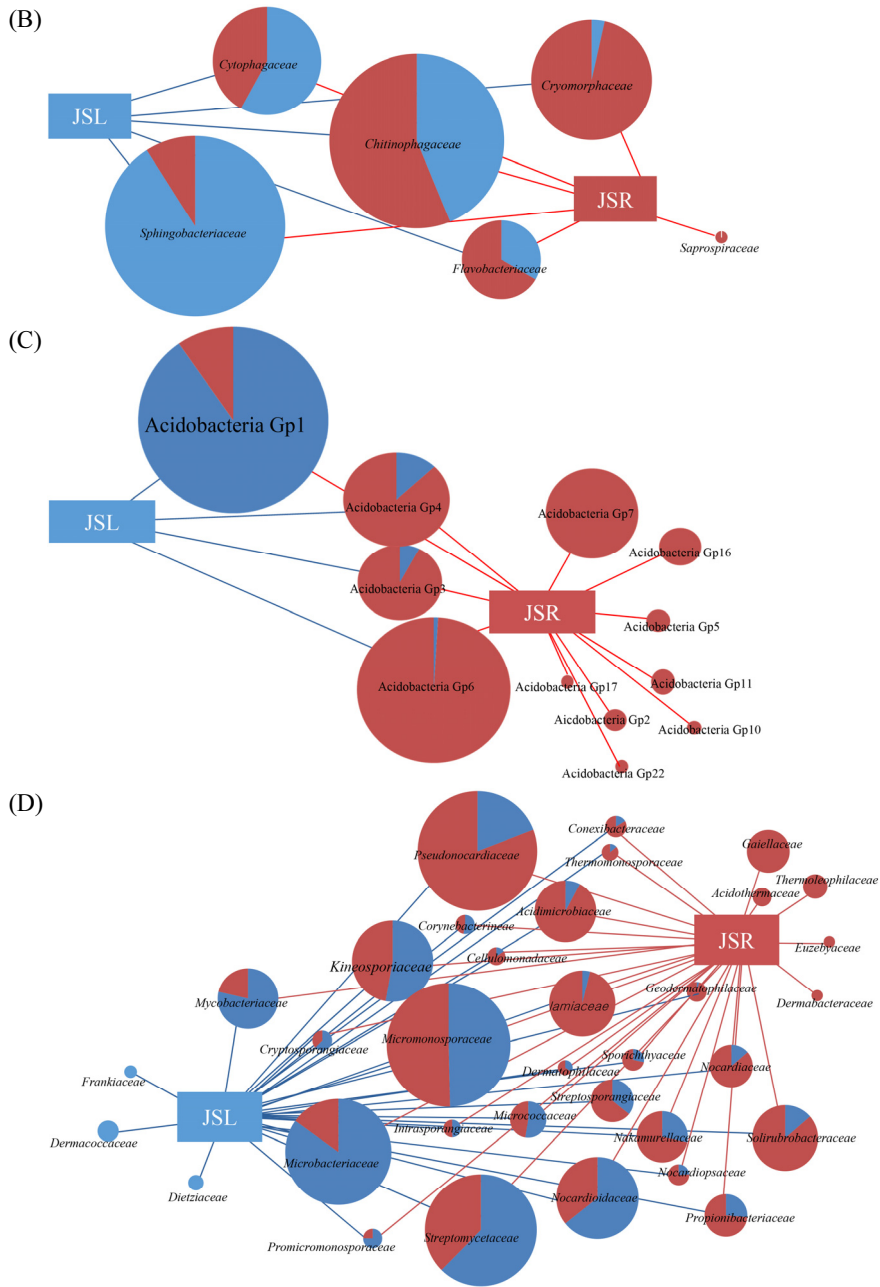 (B)
Cytophagaceae
Cryomorphaceae
JSL
Chitinophagaceae
JSR
Sphingobacteriaceae
Saprospiraceae
Flavobacteriaceae
(C)
Acidobacteria Gp1
Acidobacteria Gp4
Acidobacteria Gp7
JSL
Acidobacteria Gp16
Acidobacteria Gp3
JSR
Acidobacteria Gp5
Acidobacteria Gp6
Acidobacteria Gp17
Acidobacteria Gp11
Aicdobacteria Gp2
Acidobacteria Gp10
Acidobacteria Gp22
(D)
Conexibacteraceae
Pseudonocardiaceae
Thermomonosporaceae
Gaiellaceae
Thermoleophilaceae
Acidothermaceae
Corynebacterineae
Acidimicrobiaceae
JSR
Euzebyaceae
Kineosporiaceae
Cellulomonadaceae
Geodermatophilaceae
Mycobacteriaceae
Iamiaceae
Dermabacteraceae
Micromonosporaceae
Cryptosporangiaceae
Sporichthyaceae
Dermatophilaceae
Nocardiaceae
Frankiaceae
Streptosporangiaceae
JSL
Micrococcaceae
Intrasporangiaceae
Dermacoccaceae
Nakamurellaceae
Solirubrobacteraceae
Microbacteriaceae
Nocardiopsaceae
Dietziaceae
Nocardioidaceae
Propionibacteriaceae
Promicromonosporaceae
Streptomycetaceae